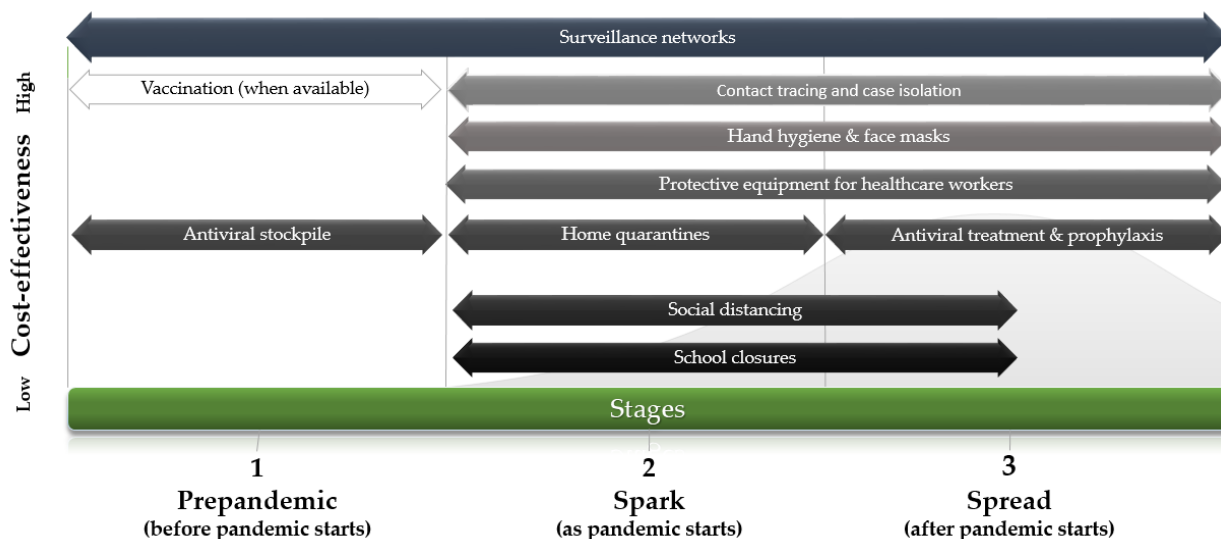 Surveillance networks
High
Vaccination (when available)
Contact tracing and case isolation
Hand hygiene & face masks
Cost-effectiveness
Protective equipment for healthcare workers
Antiviral stockpile
Home quarantines
Antiviral treatment & prophylaxis
Social distancing
School closures
Low
Stages
1
2
3
Prepandemic
Spark
Spread
(before pandemic starts)
(as pandemic starts)
(after pandemic starts)